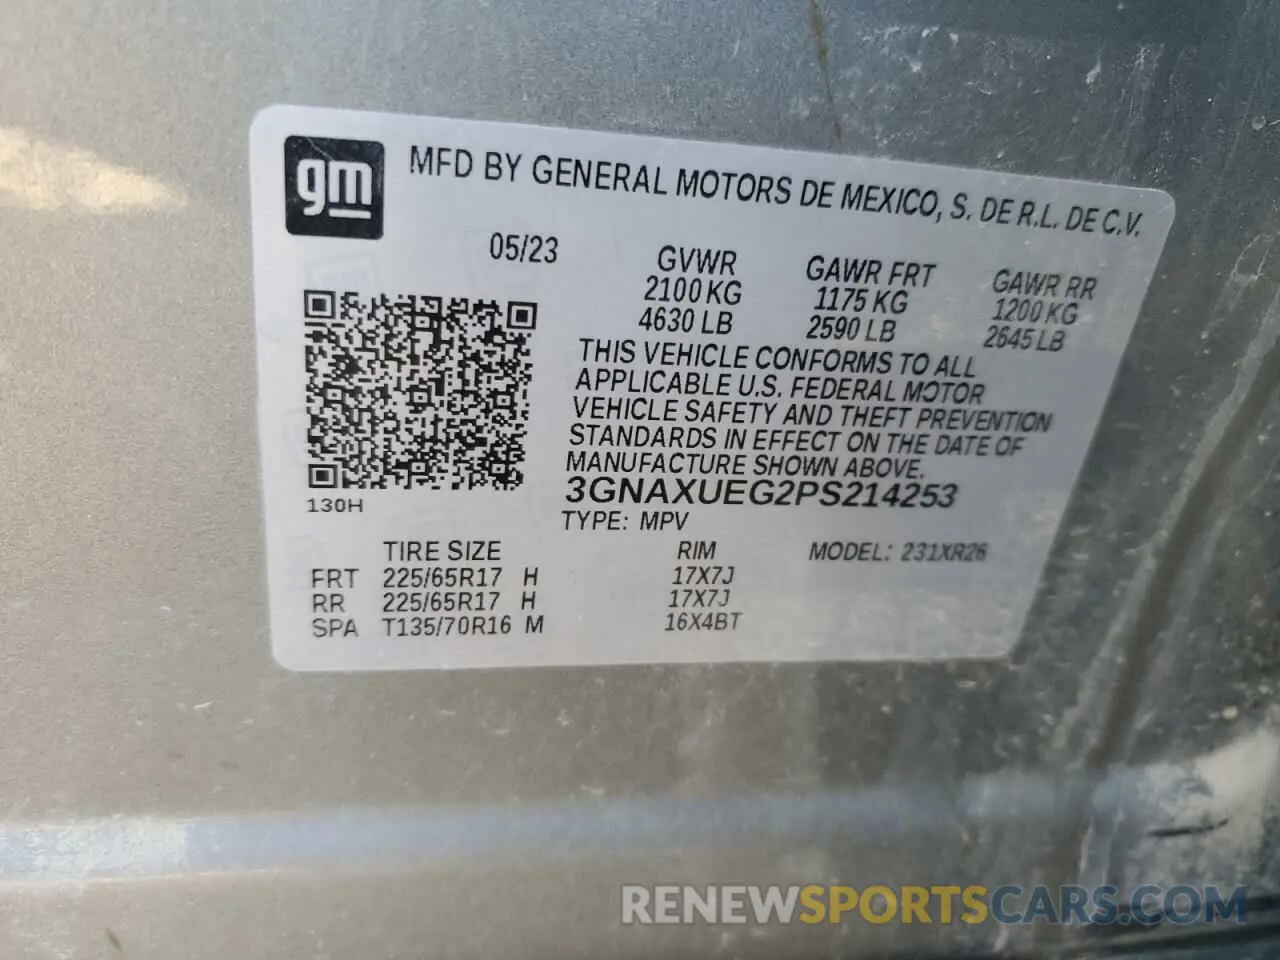 gm
MFD BY GENERAL MOTORS DE MEXICO, S. DE R.L. DE C.V.
05/23
GVWR GAWR FRT GAWR RR
2100 KG 1175 KG 1200 KG
4630 LB 2590 LB 2645 LB
THIS VEHICLE CONFORMS TO ALL
APPLICABLE U.S. FEDERAL MOTOR
VEHICLE SAFETY AND THEFT PREVENTION
STANDARDS IN EFFECT ON THE DATE OF
MANUFACTURE SHOWN ABOVE.
3GNAXUEG2PS214253
130H
TYPE: MPV
TIRE SIZE RIM MODEL: 231XR26
FRT 225/65R17 H 17X7J
RR 225/65R17 H 17X7J
SPA T135/70R16 M 16X4BT
RENEWSPORTSCARS.COM